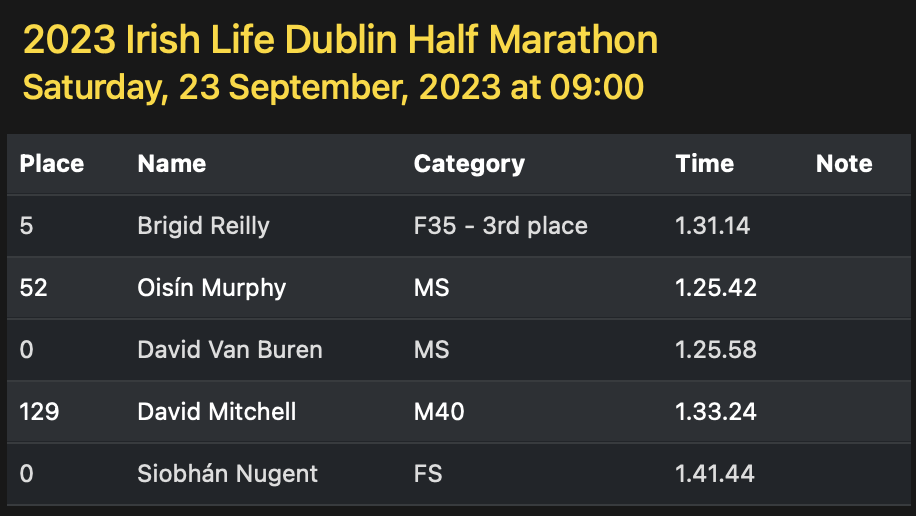 2023 Irish Life Dublin Half Marathon
Saturday, 23 September, 2023 at 09:00
Place Name Category Time Note
5 Brigid Reilly F35 - 3rd place 1.31.14
52 Oisín Murphy MS 1.25.42
0 David Van Buren MS 1.25.58
129 David Mitchell M40 1.33.24
0 Siobhán Nugent FS 1.41.44